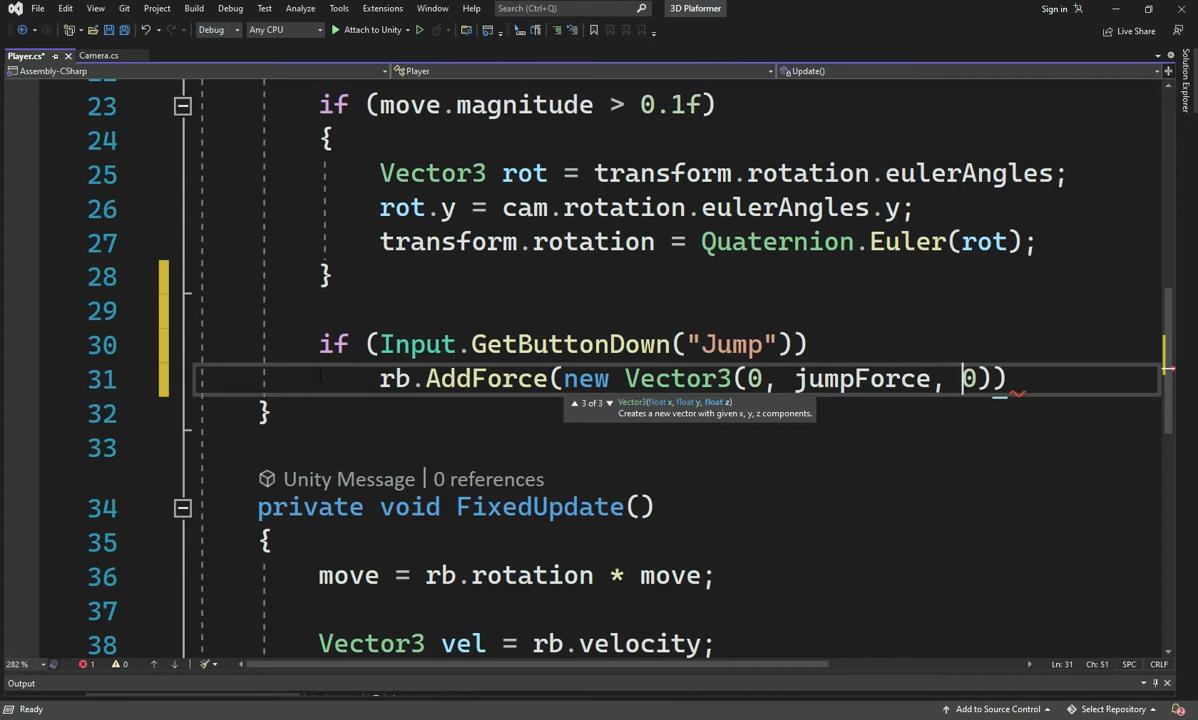 File Edit View Git Project Build Debug Test Analyze Tools Extensions Window Help Search (Ctrl+Q) 3D Plaformer Sign in
Debug Any CPU Attach to Unity Live Share
Player.cs* Camera.cs
Assembly-CSharp Player Update()
Solution Explorer
23 if (move.magnitude > 0.1f)
24 {
25 Vector3 rot = transform.rotation.eulerAngles;
26 rot.y = cam.rotation.eulerAngles.y;
27 transform.rotation = Quaternion.Euler(rot);
28 }
29
30 if (Input.GetButtonDown("Jump"))
31 rb.AddForce(new Vector3(0, jumpForce, 0))
3 of 3 Vector3(float x, float y, float z)
Creates a new vector with given x, y, z components.
32 }
33
Unity Message | 0 references
34 private void FixedUpdate()
35 {
36 move = rb.rotation * move;
37
38 Vector3 vel = rb.velocity;
282 % 1 0 Ln: 31 Ch: 51 SPC CRLF
Output
Ready Add to Source Control Select Repository 2